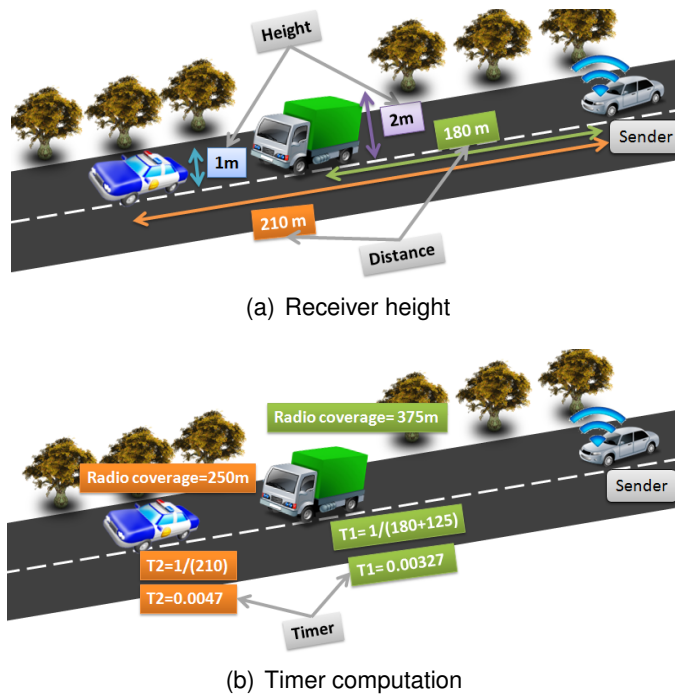 Height
2m
180 m
Sender
1m
210 m
Distance
(a) Receiver height
Radio coverage= 375m
Radio coverage=250m
Sender
T1= 1/(180+125)
T2=1/(210)
T1= 0.00327
T2=0.0047
Timer
(b) Timer computation